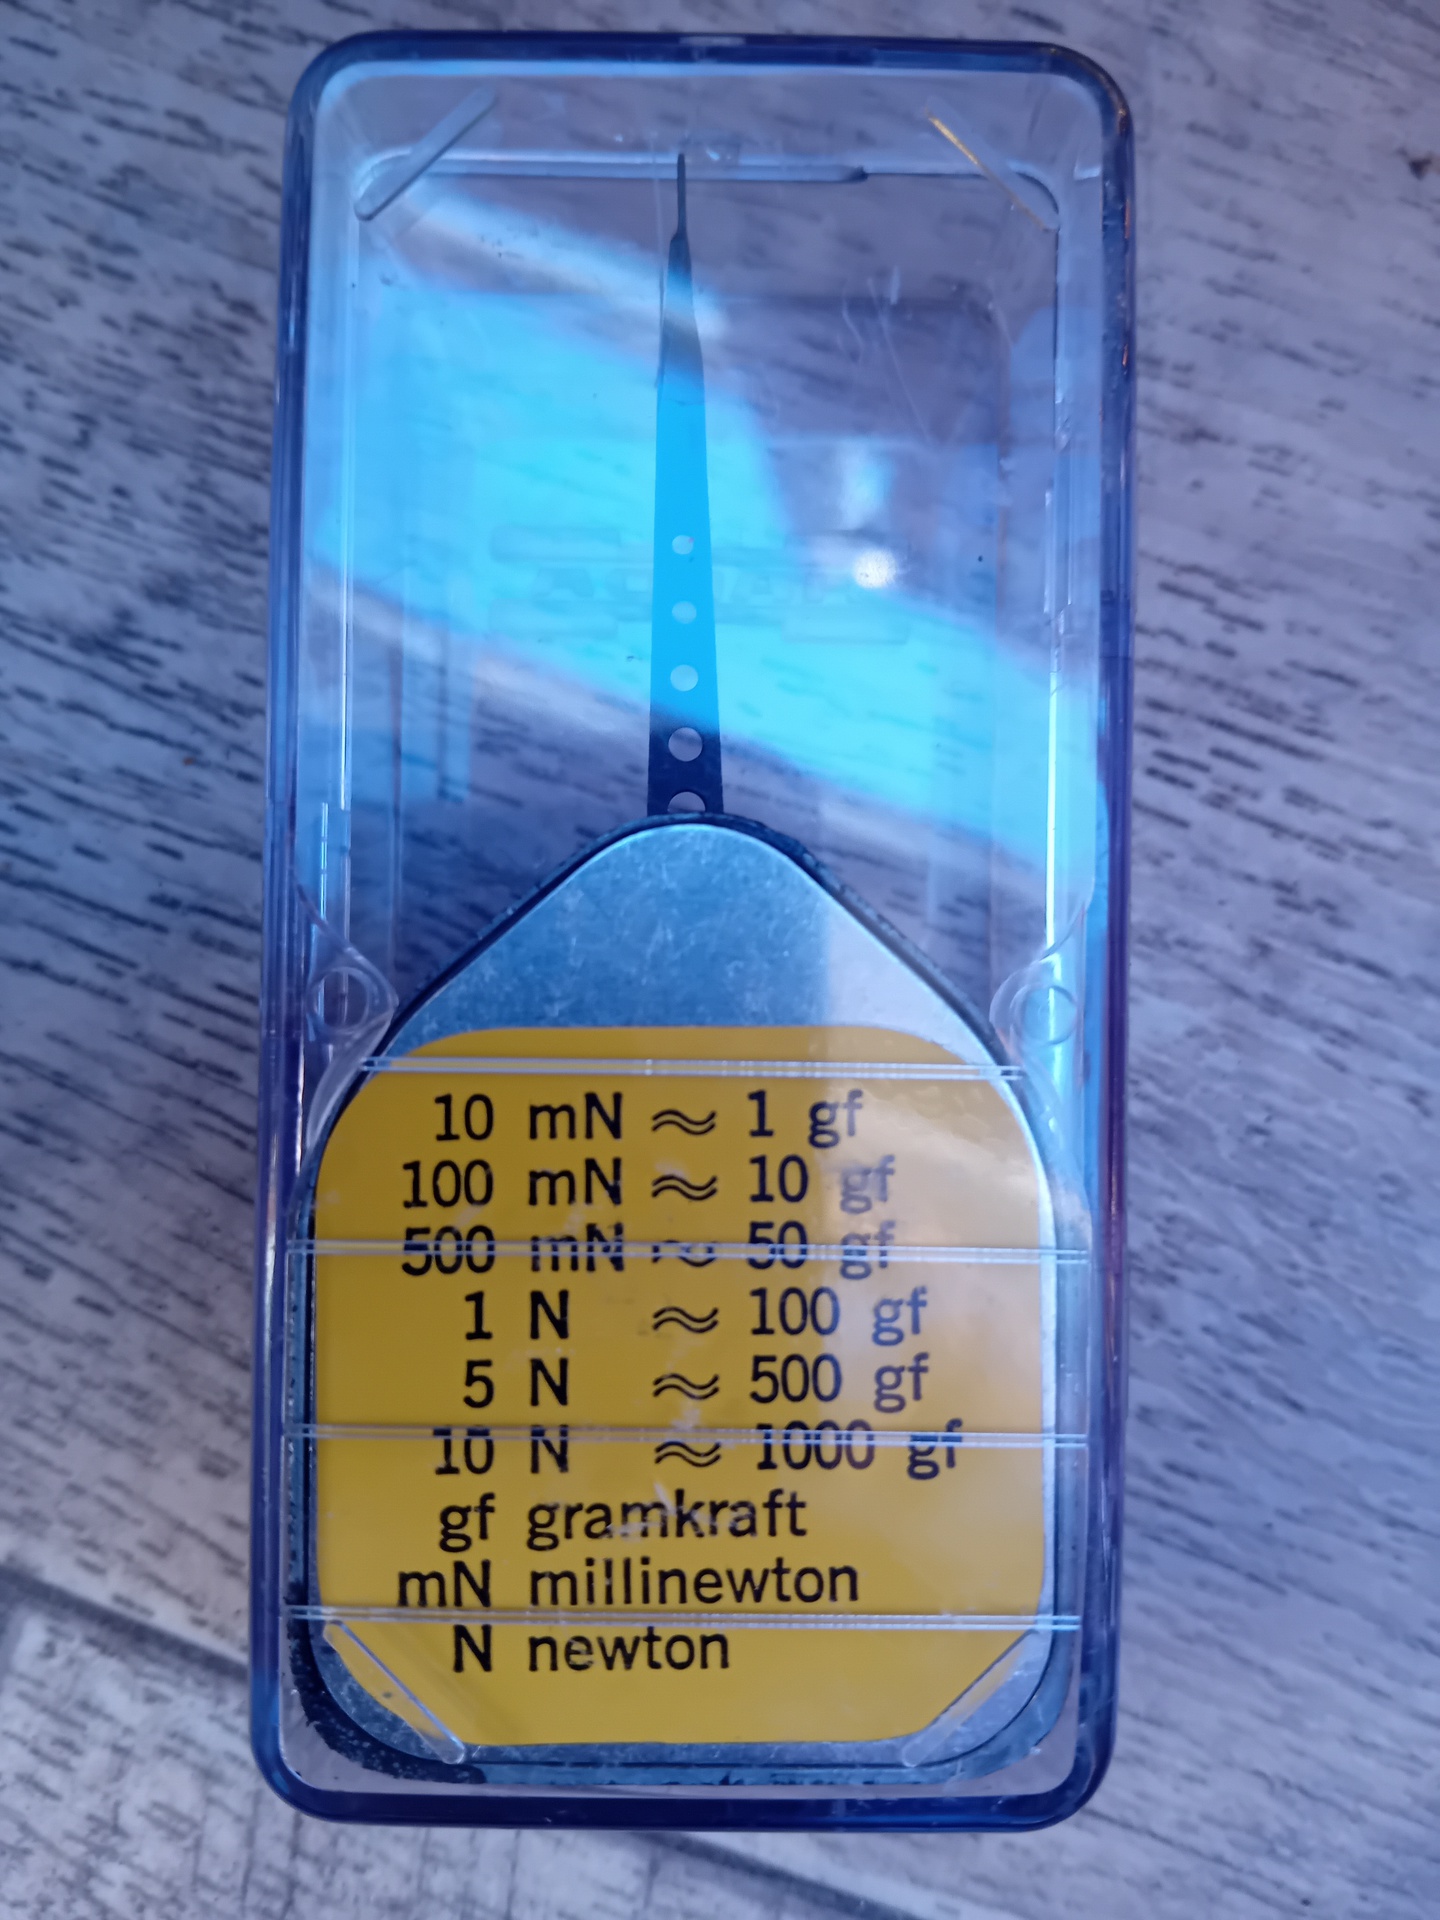 10 mN ≈ 1 gf
100 mN ≈ 10 gf
500 mN ≈ 50 gf
1 N ≈ 100 gf
5 N ≈ 500 gf
10 N ≈ 1000 gf
gf gramkraft
mN millinewton
N newton